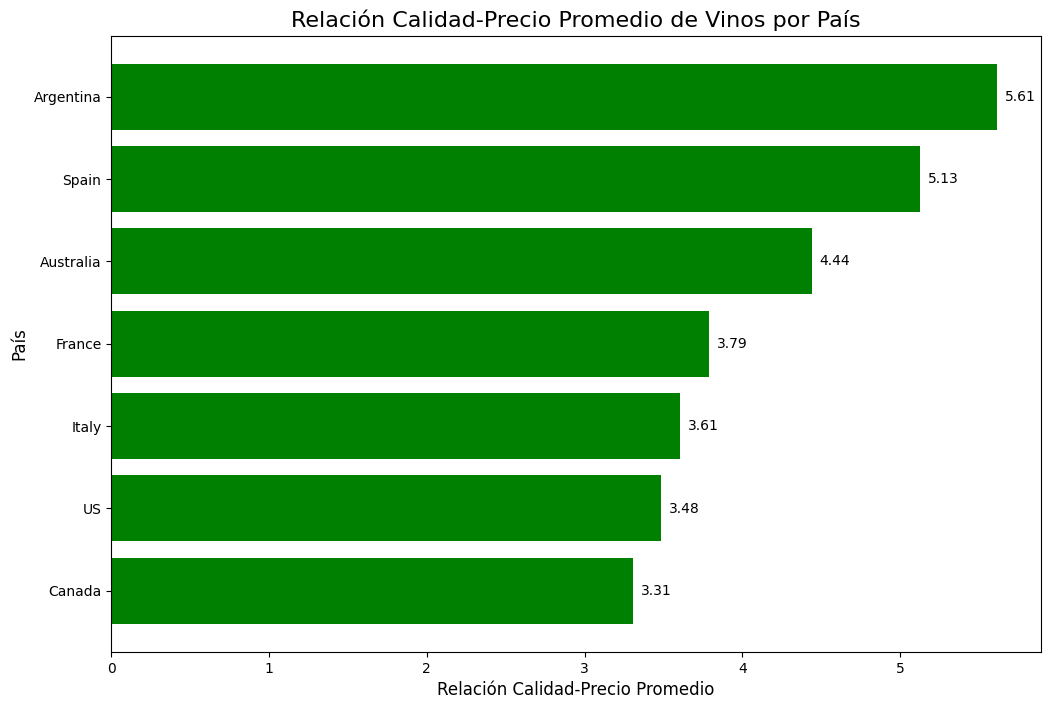 Relación Calidad-Precio Promedio de Vinos por País
Argentina
5.61
Spain
5.13
Australia
4.44
France
3.79
Italy
3.61
US
3.48
Canada
3.31
País
0 1 2 3 4 5
Relación Calidad-Precio Promedio